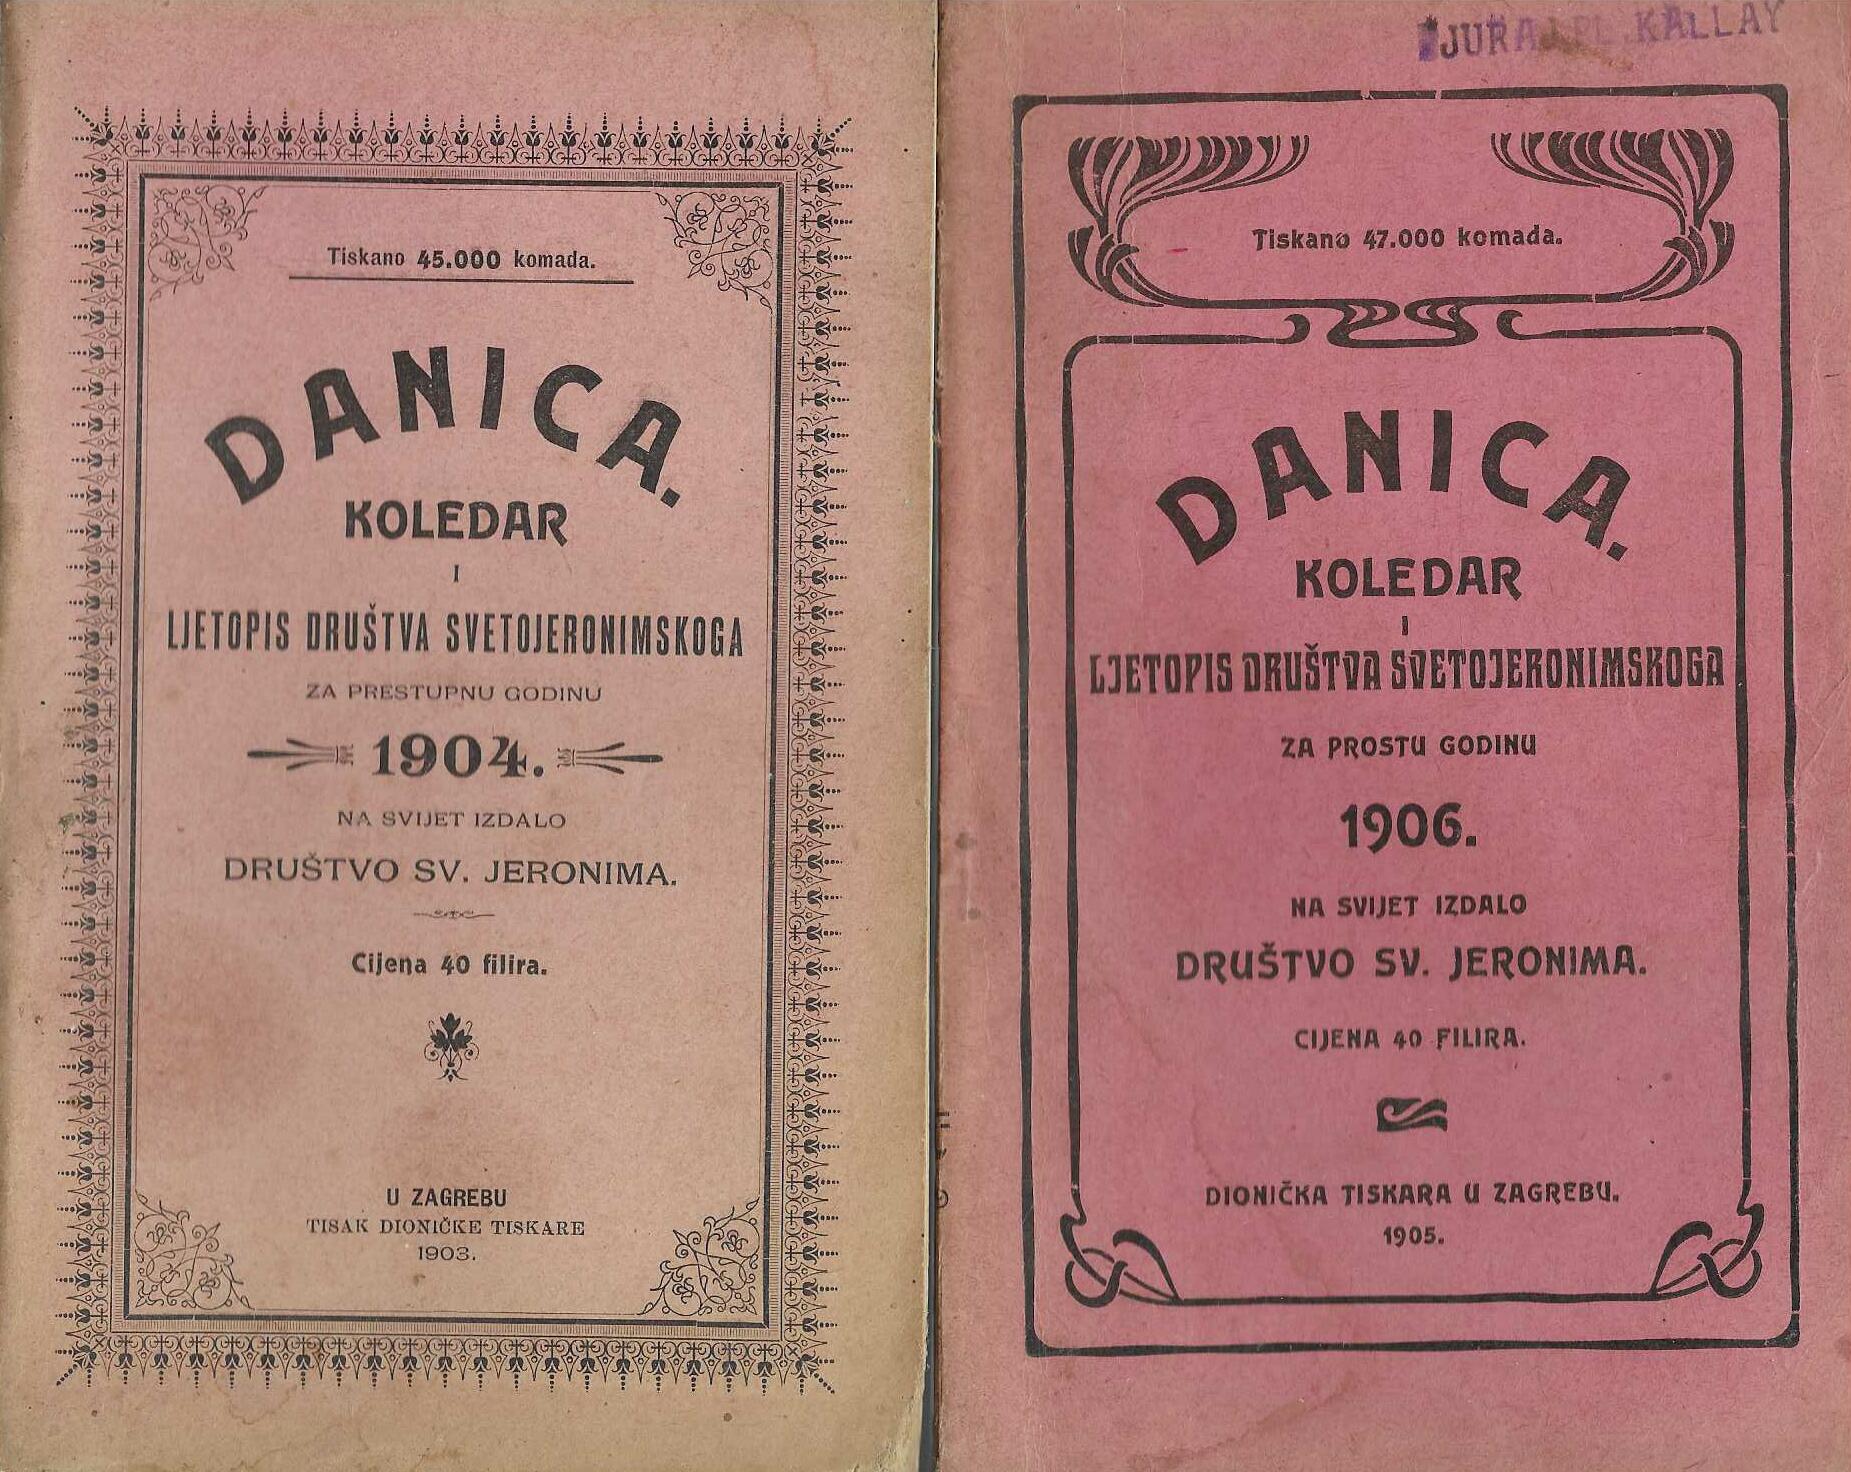 Tiskano 45.000 komada.
DANICA.
KOLEDAR
I
LJETOPIS DRUŠTVA SVETOJERONIMSKOGA
ZA PRESTUPNU GODINU
1904.
NA SVIJET IZDALO
DRUŠTVO SV. JERONIMA.
Cijena 40 filira.
U ZAGREBU
TISAK DIONIČKE TISKARE
1903.
JURAJ PL. KALLAY
Tiskano 47.000 komada.
DANICA.
KOLEDAR
I
LJETOPIS DRUŠTVA SVETOJERONIMSKOGA
ZA PROSTU GODINU
1906.
NA SVIJET IZDALO
DRUŠTVO SV. JERONIMA.
CIJENA 40 FILIRA.
DIONIČKA TISKARA U ZAGREBU.
1905.